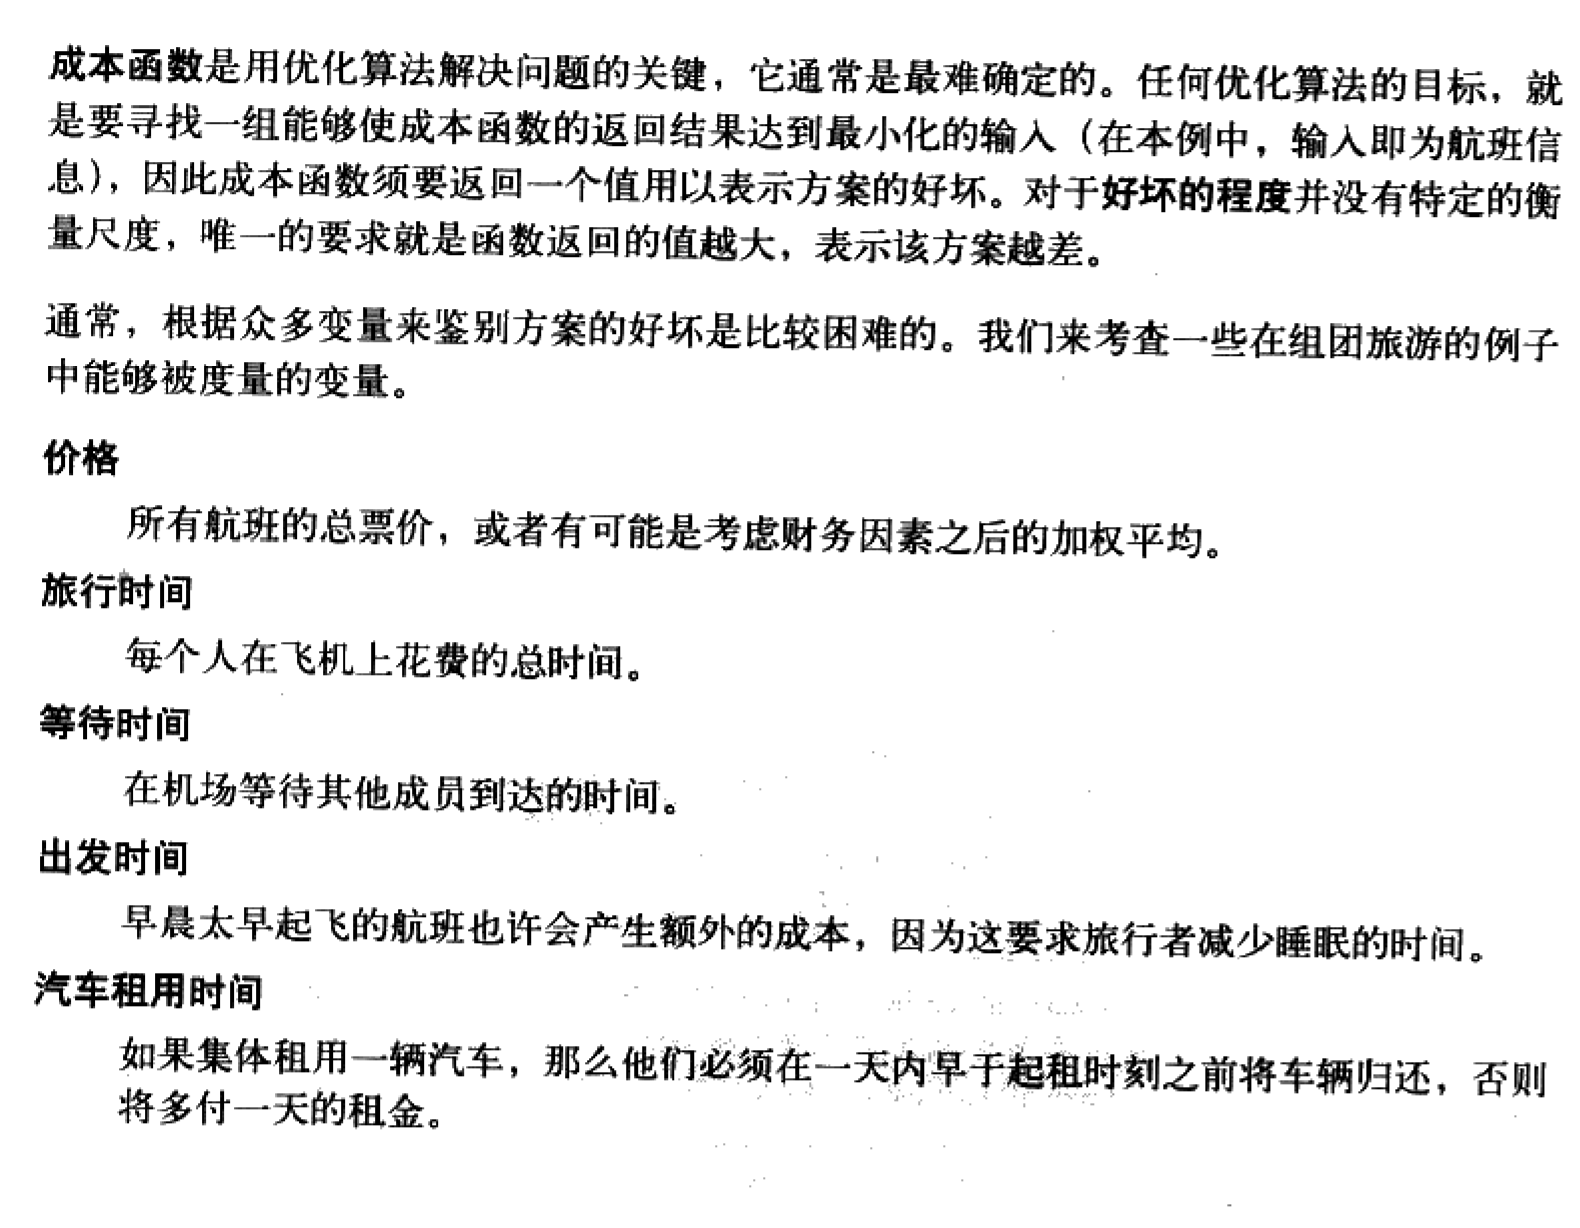 成本函数是用优化算法解决问题的关键，它通常是最难确定的。任何优化算法的目标，就
是要寻找一组能够使成本函数的返回结果达到最小化的输入（在本例中，输入即为航班信
息），因此成本函数须要返回一个值用以表示方案的好坏。对于好坏的程度并没有特定的衡
量尺度，唯一的要求就是函数返回的值越大，表示该方案越差。
通常，根据众多变量来鉴别方案的好坏是比较困难的。我们来考查一些在组团旅游的例子
中能够被度量的变量。
价格
所有航班的总票价，或者有可能是考虑财务因素之后的加权平均。
旅行时间
每个人在飞机上花费的总时间。
等待时间
在机场等待其他成员到达的时间。
出发时间
早晨太早起飞的航班也许会产生额外的成本，因为这要求旅行者减少睡眠的时间。
汽车租用时间
如果集体租用一辆汽车，那么他们必须在一天内早于起租时刻之前将车辆归还，否则
将多付一天的租金。